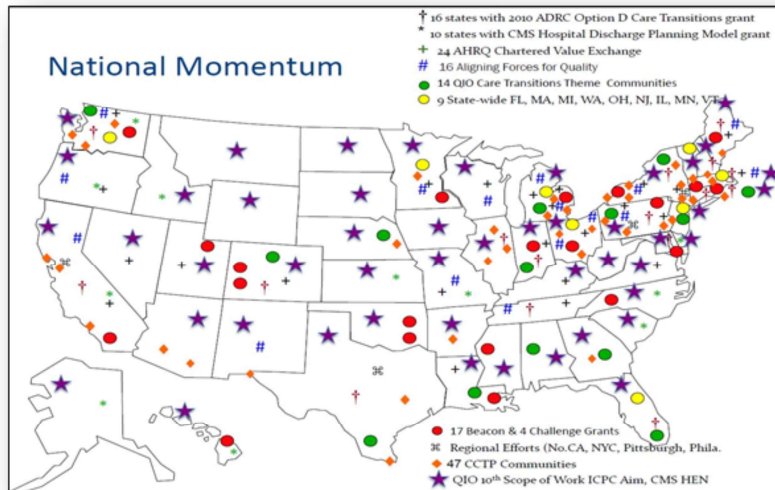 † 16 states with 2010 ADRC Option D Care Transitions grant
* 10 states with CMS Hospital Discharge Planning Model grant
+ 24 AHRQ Chartered Value Exchange
# 16 Aligning Forces for Quality
14 QIO Care Transitions Theme Communities
9 State-wide FL, MA, MI, WA, OH, NJ, IL, MN, VT
National Momentum
17 Beacon & 4 Challenge Grants
⌘ Regional Efforts (No.CA, NYC, Pittsburgh, Phila.
47 CCTP Communities
QIO 10th Scope of Work ICPC Aim, CMS HEN